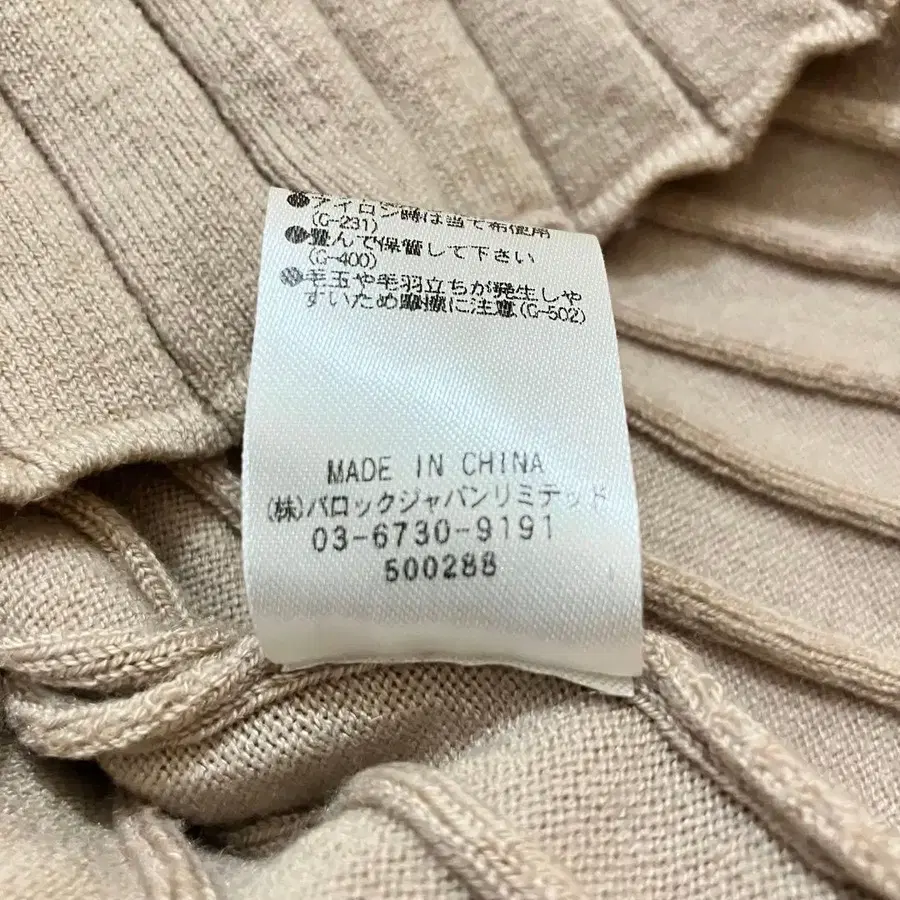 ●アイロン時は当て布使用
(G-231)
●畳んで保管して下さい
(G-400)
●毛玉や毛羽立ちが発生しや
すいため摩擦に注意(G-502)
MADE IN CHINA
(株)バロックジャパンリミテッド
03-6730-9191
500288